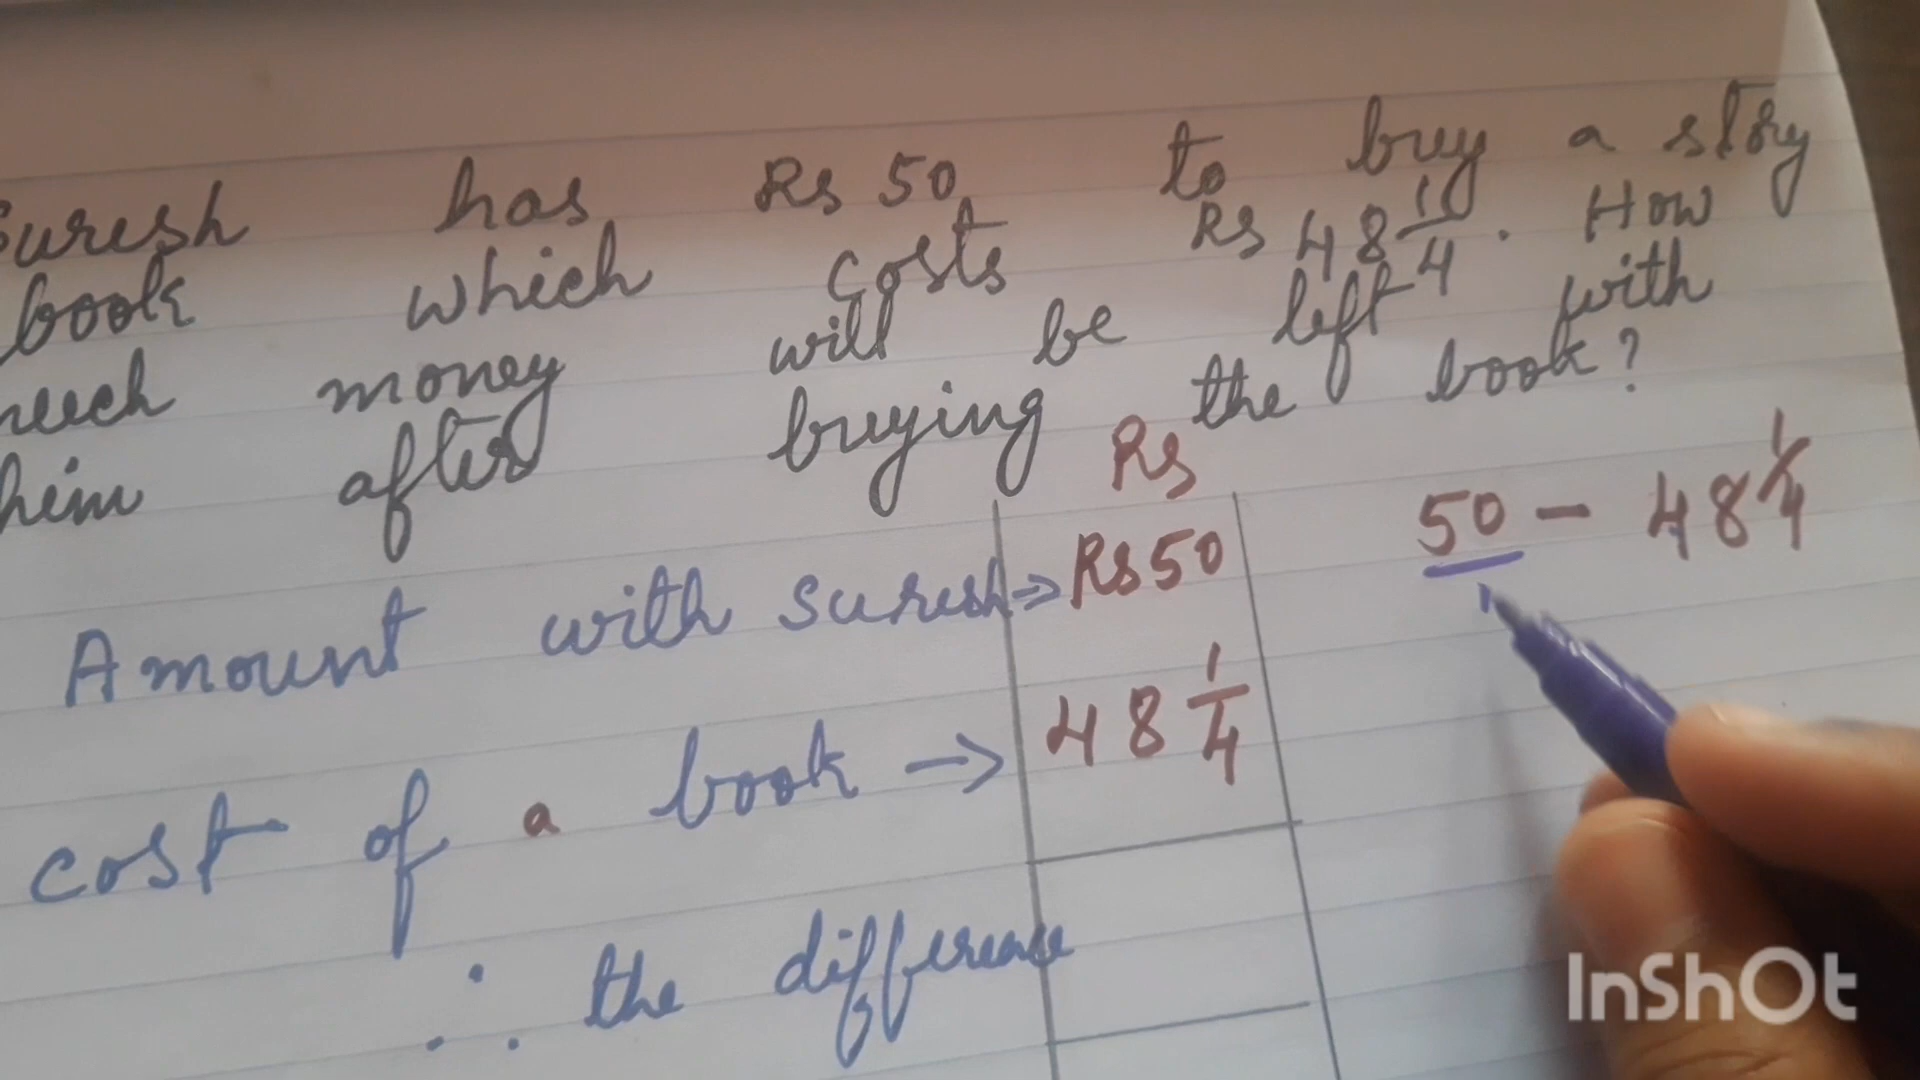 Suresh has Rs 50 to buy a story
book which costs Rs 48 1/4. How
much money will be left with
him after buying the book?
Rs
Amount with Suresh → Rs 50
50 - 48 1/4
cost of a book → 48 1/4
∴ the difference
InShOt